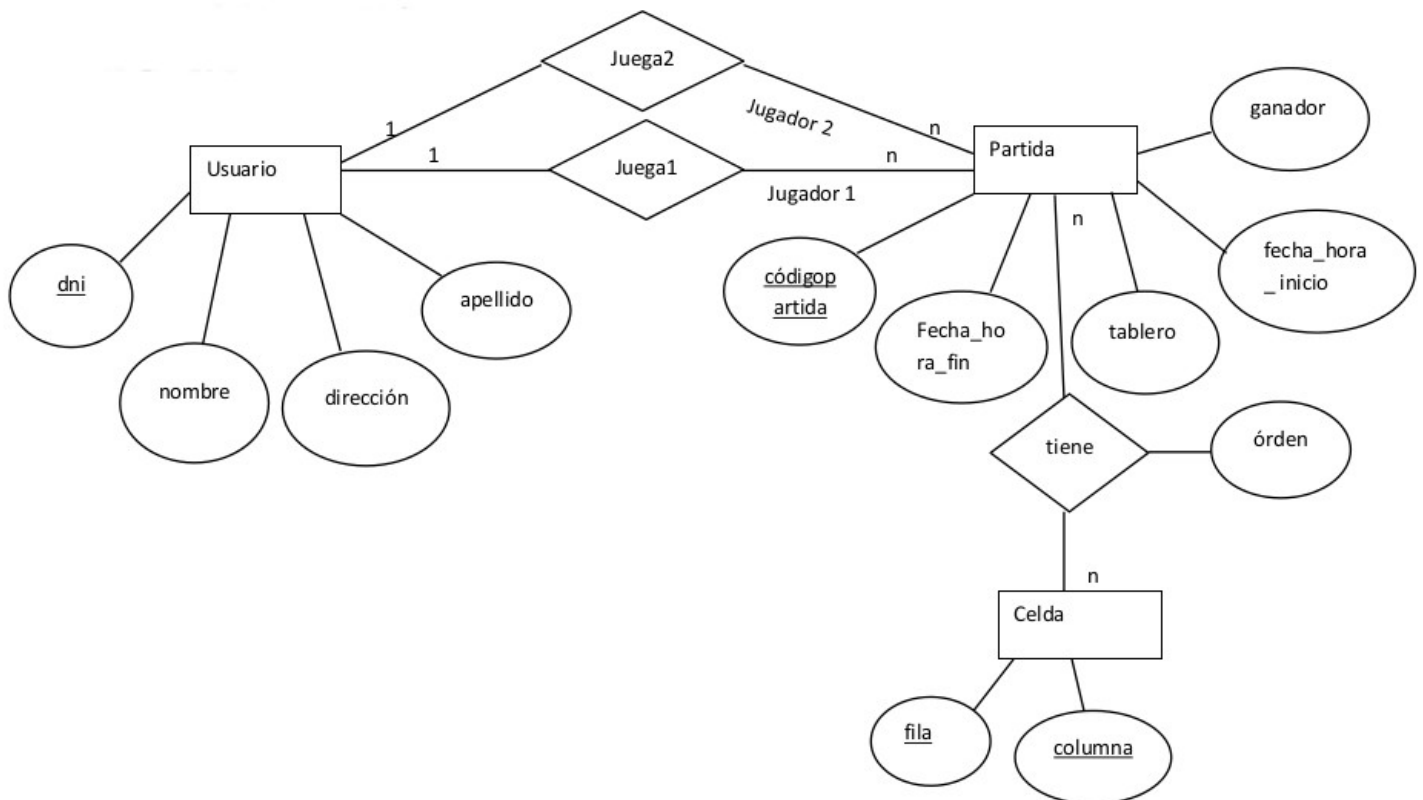 Juega2
ganador
Jugador 2
1
n
Partida
1
n
Usuario
Juega1
Jugador 1
n
fecha_hora
_ inicio
dni
códigop
artida
apellido
Fecha_ho
ra_fin
tablero
nombre
dirección
tiene
órden
n
Celda
fila
columna